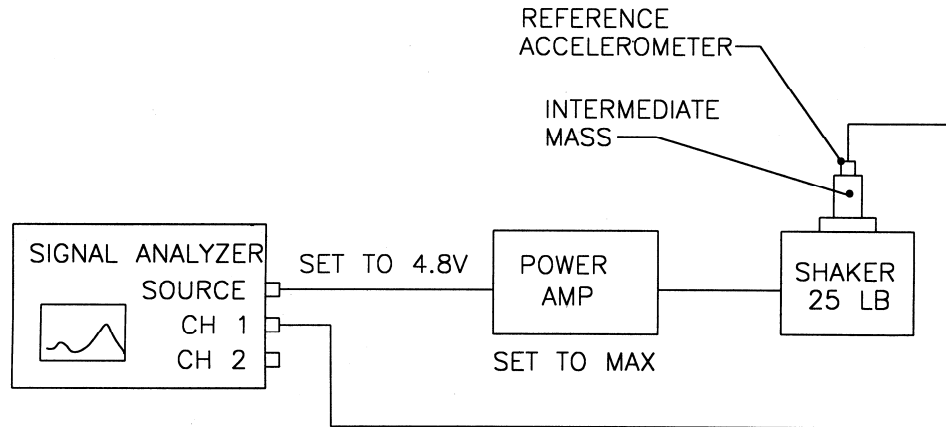 REFERENCE
ACCELEROMETER
INTERMEDIATE
MASS
SIGNAL ANALYZER
SOURCE
CH 1
CH 2
SET TO 4.8V
POWER
AMP
SET TO MAX
SHAKER
25 LB